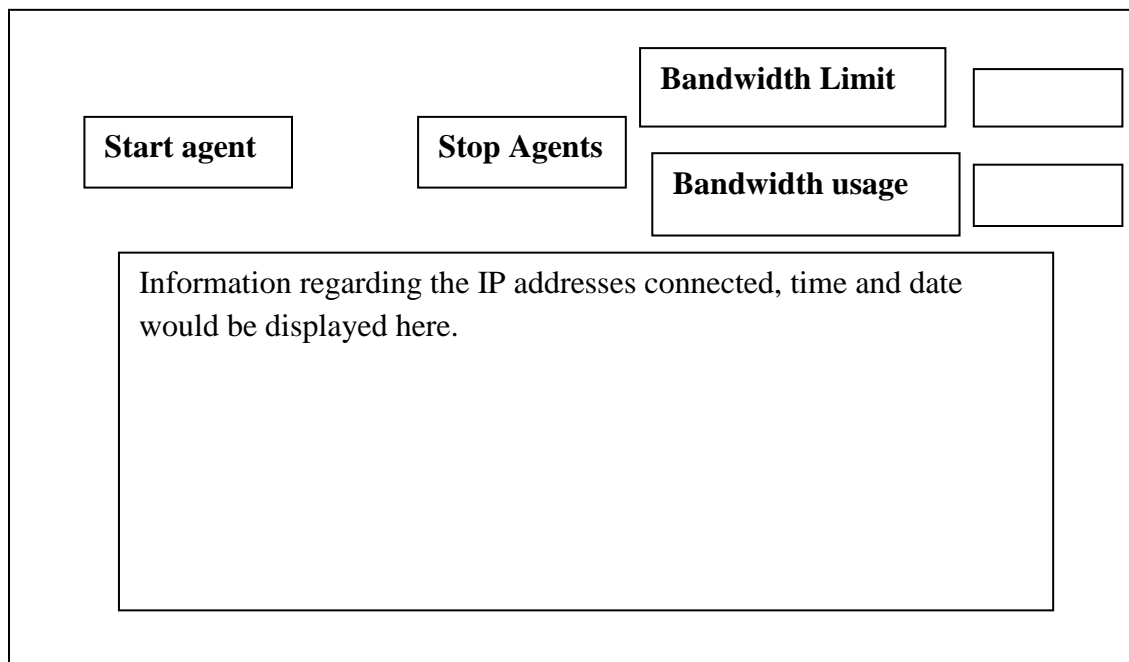 Bandwidth Limit
Start agent
Stop Agents
Bandwidth usage
Information regarding the IP addresses connected, time and date
would be displayed here.